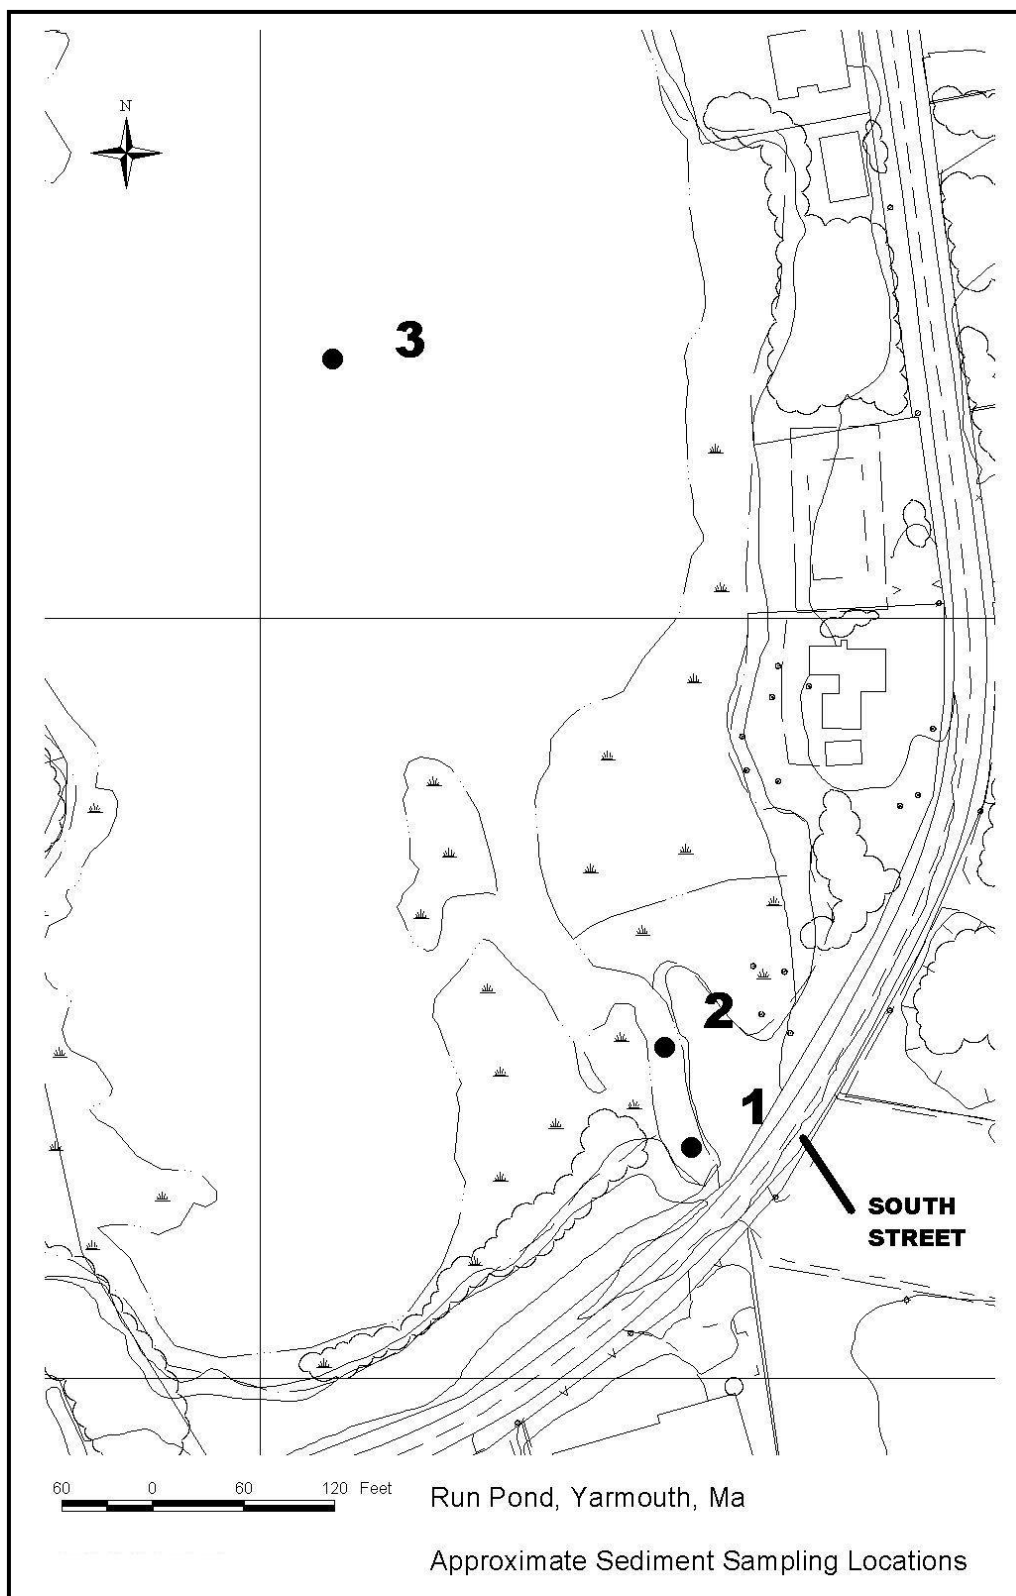 N
3
2
1
SOUTH
STREET
60 0 60 120 Feet
Run Pond, Yarmouth, Ma
Approximate Sediment Sampling Locations